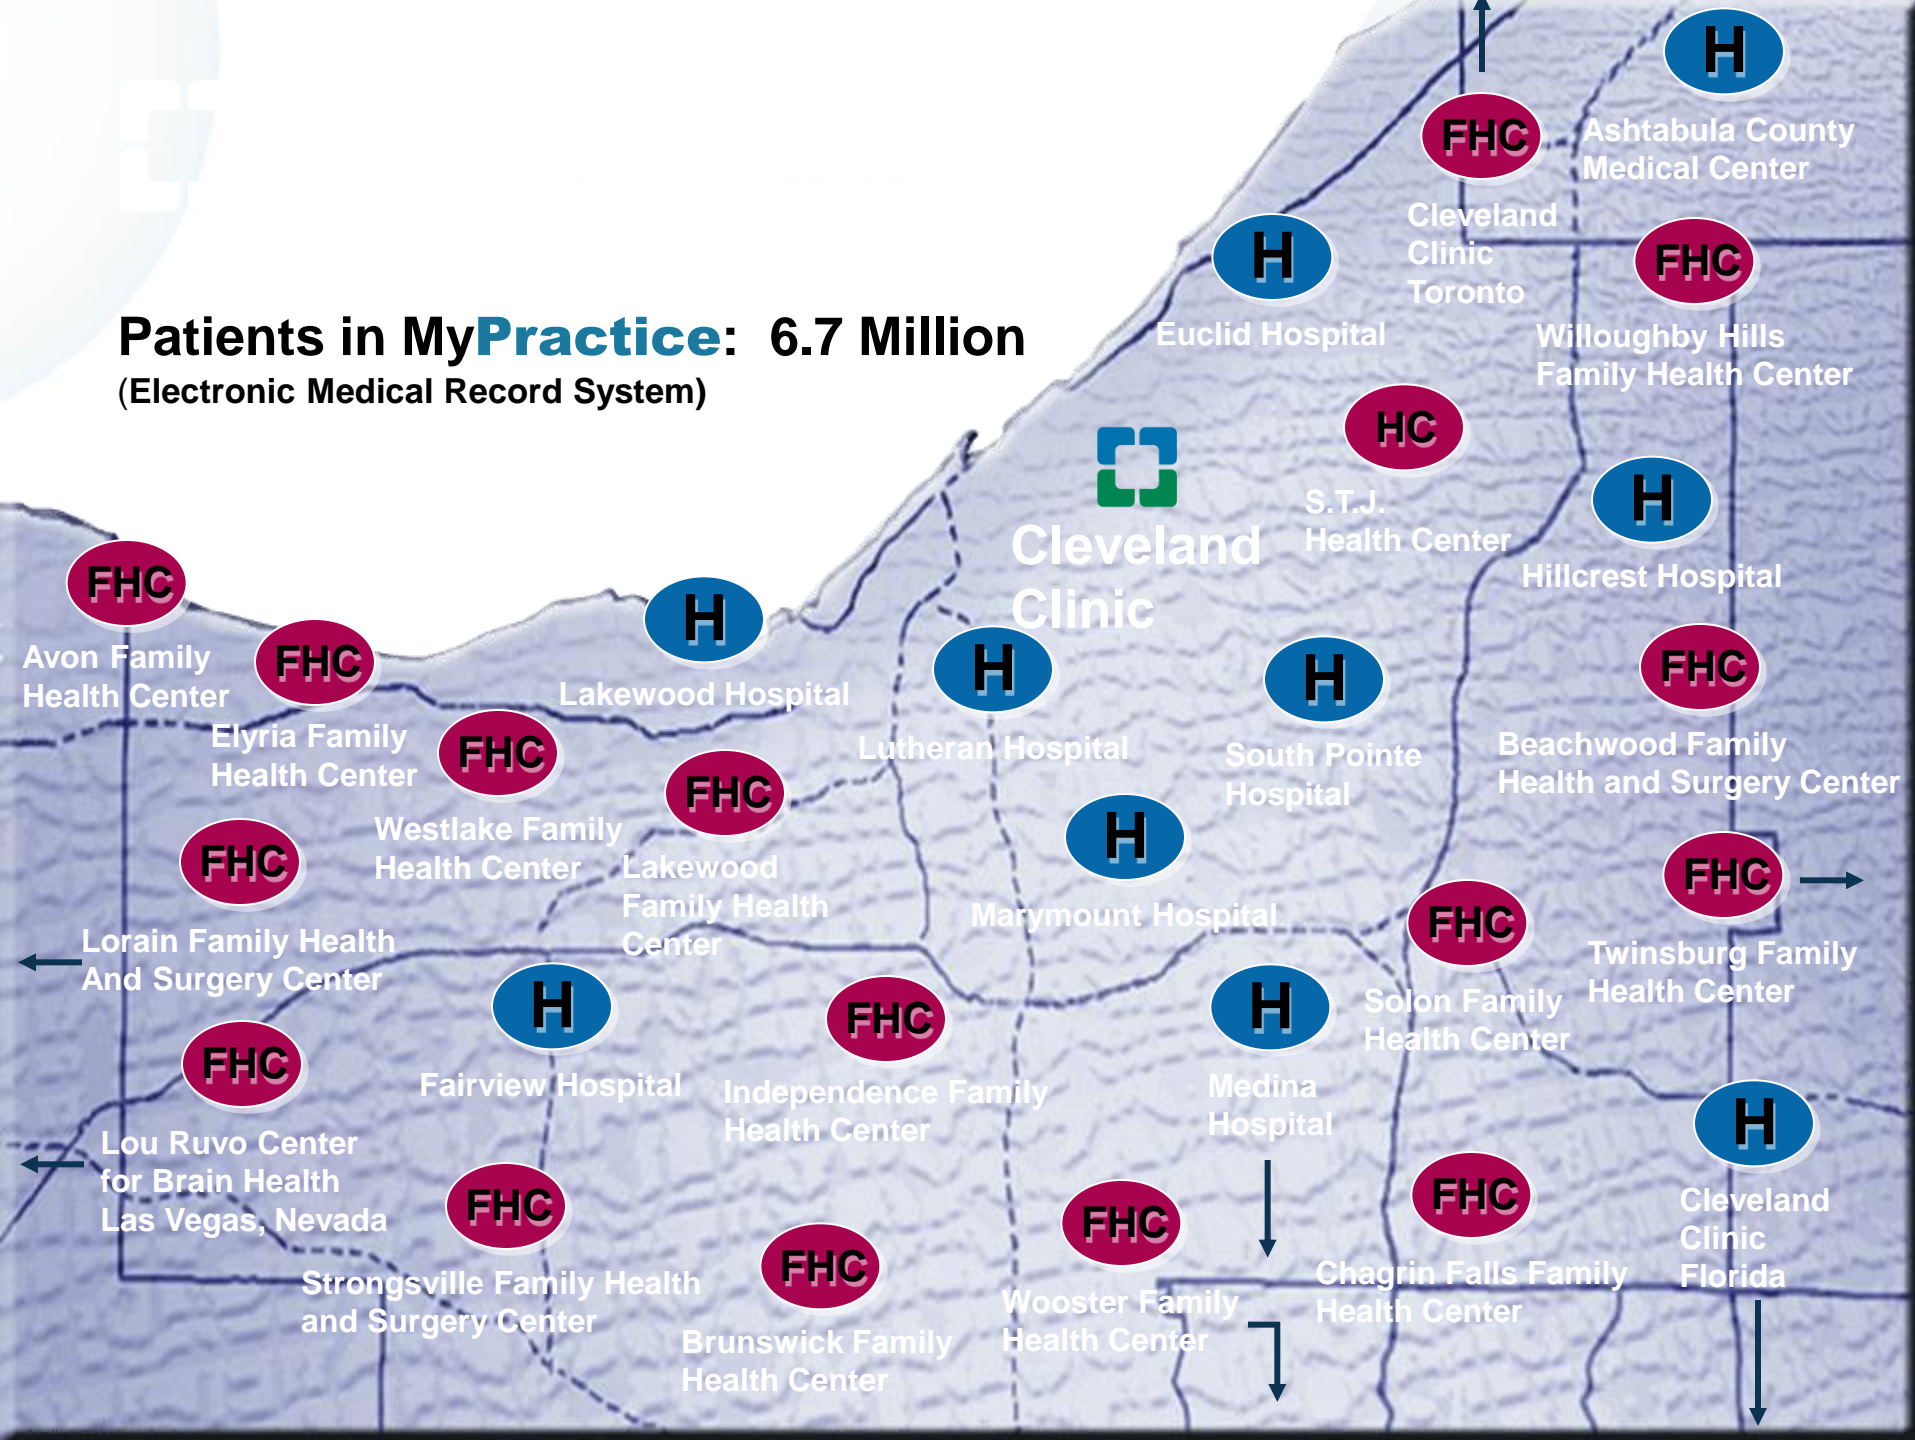 H
Ashtabula County
Medical Center
FHC
Cleveland
Clinic
Toronto
H
Euclid Hospital
FHC
Willoughby Hills
Family Health Center
Patients in MyPractice:  6.7 Million
(Electronic Medical Record System)
HC
S.T.J.
Health Center
Cleveland
Clinic
H
Hillcrest Hospital
FHC
Avon Family
Health Center
FHC
Elyria Family
Health Center
H
Lakewood Hospital
H
Lutheran Hospital
H
South Pointe
Hospital
FHC
Beachwood Family
Health and Surgery Center
FHC
Westlake Family
Health Center
FHC
Lakewood
Family Health
Center
H
Marymount Hospital
FHC
Lorain Family Health
And Surgery Center
FHC
Twinsburg Family
Health Center
FHC
Solon Family
Health Center
H
Fairview Hospital
FHC
Independence Family
Health Center
H
Medina
Hospital
FHC
Lou Ruvo Center
for Brain Health
Las Vegas, Nevada
H
Cleveland
Clinic
Florida
FHC
Strongsville Family Health
and Surgery Center
FHC
Brunswick Family
Health Center
FHC
Wooster Family
Health Center
FHC
Chagrin Falls Family
Health Center